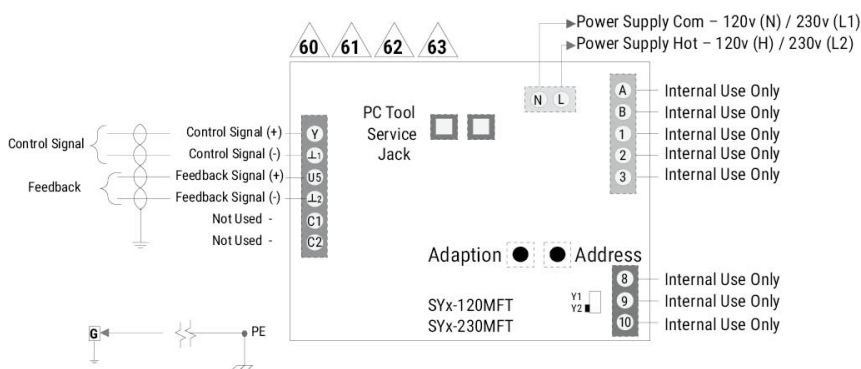 Power Supply Com – 120v (N) / 230v (L1)
Power Supply Hot – 120v (H) / 230v (L2)
60 61 62 63
N L
PC Tool
Service
Jack
A Internal Use Only
B Internal Use Only
1 Internal Use Only
2 Internal Use Only
3 Internal Use Only
Control Signal
Control Signal (+) Y
Control Signal (-) ⊥1
Feedback
Feedback Signal (+) U5
Feedback Signal (-) ⊥2
Not Used - C1
Not Used - C2
Adaption Address
SYx-120MFT
SYx-230MFT
Y1
Y2
8 Internal Use Only
9 Internal Use Only
10 Internal Use Only
G PE